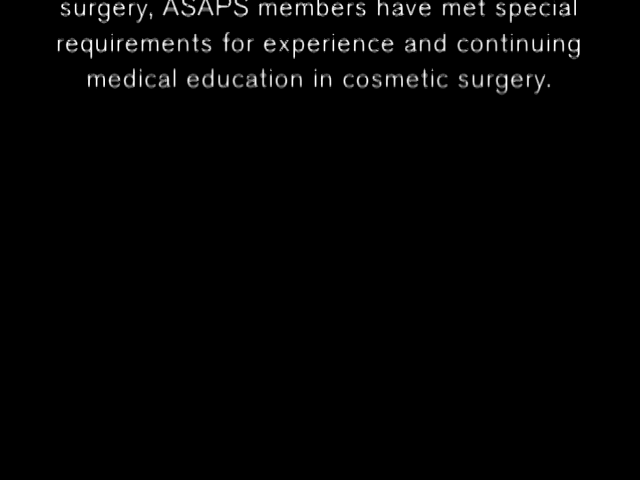 surgery, ASAPS members have met special
requirements for experience and continuing
medical education in cosmetic surgery.